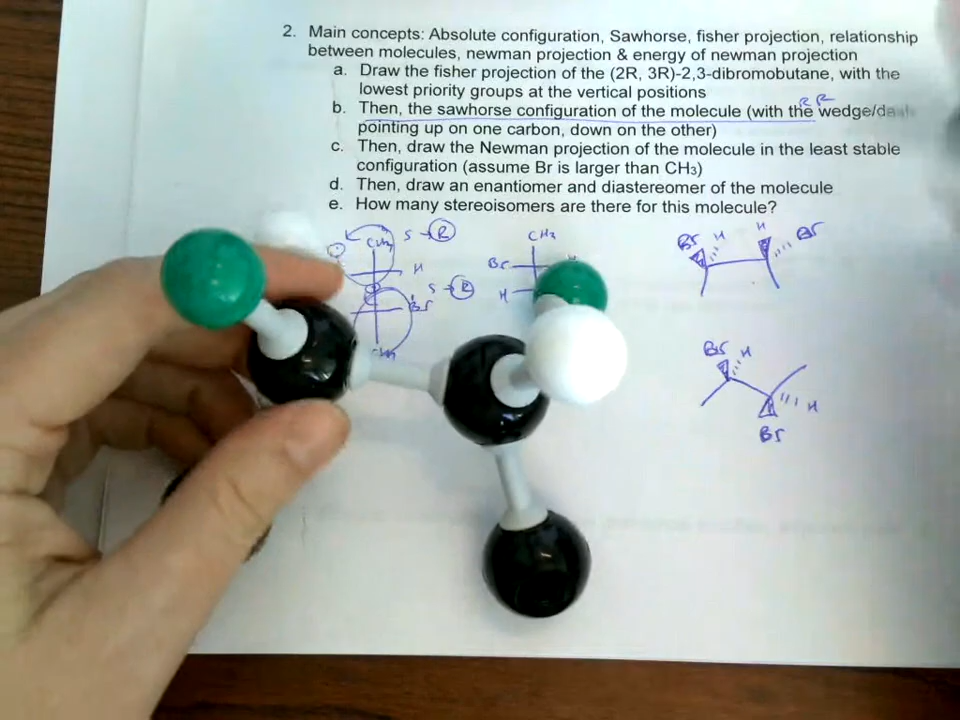 2. Main concepts: Absolute configuration, Sawhorse, fisher projection, relationship
between molecules, newman projection & energy of newman projection
a. Draw the fisher projection of the (2R, 3R)-2,3-dibromobutane, with the
lowest priority groups at the vertical positions
R R
b. Then, the sawhorse configuration of the molecule (with the wedge/dash
pointing up on one carbon, down on the other)
c. Then, draw the Newman projection of the molecule in the least stable
configuration (assume Br is larger than CH3)
d. Then, draw an enantiomer and diastereomer of the molecule
e. How many stereoisomers are there for this molecule?
CH3 S → R
H
S → R
Br
CH3
Br
H
Br H H Br
Br H
H
Br